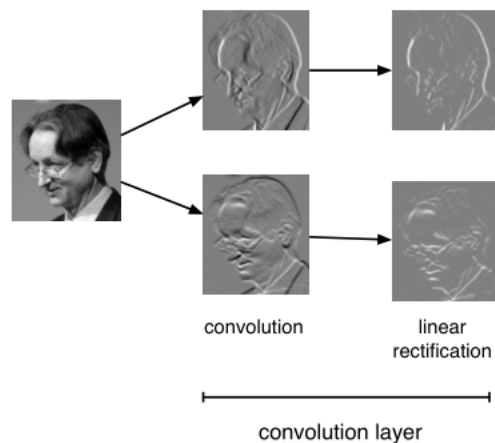 convolution
linear
rectification
convolution layer